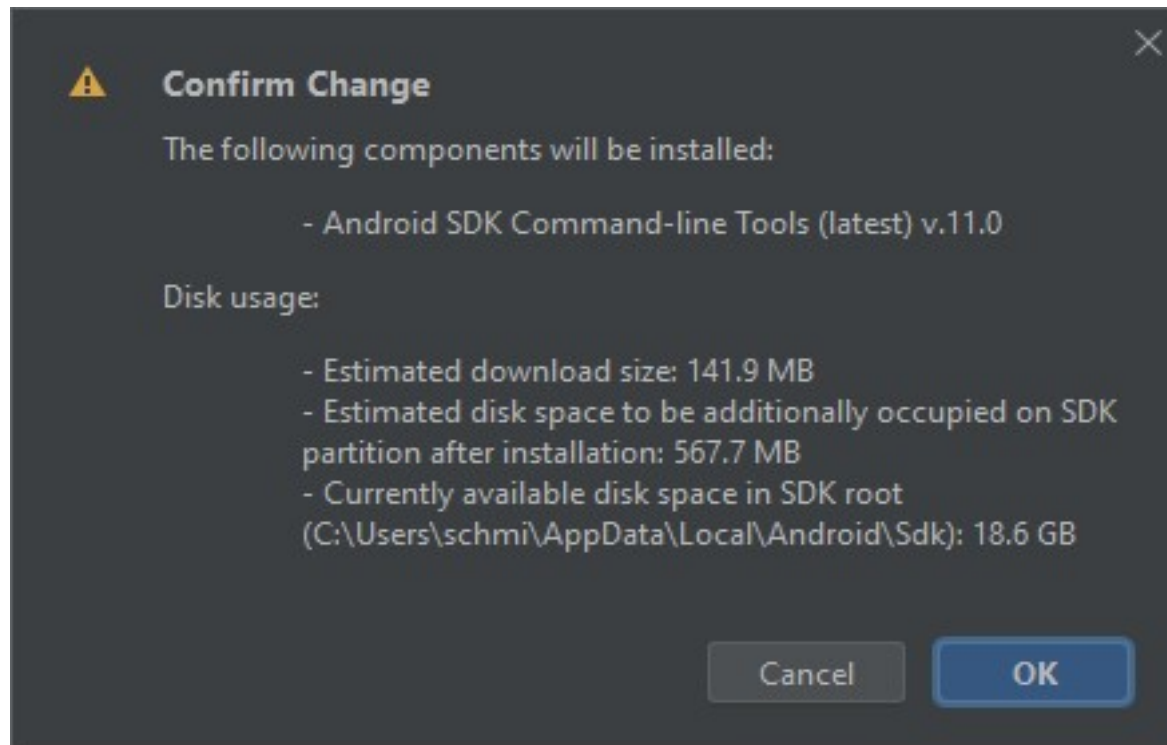 Confirm Change
The following components will be installed:
- Android SDK Command-line Tools (latest) v.11.0
Disk usage:
- Estimated download size: 141.9 MB
- Estimated disk space to be additionally occupied on SDK
partition after installation: 567.7 MB
- Currently available disk space in SDK root
(C:\Users\schmi\AppData\Local\Android\Sdk): 18.6 GB
Cancel OK